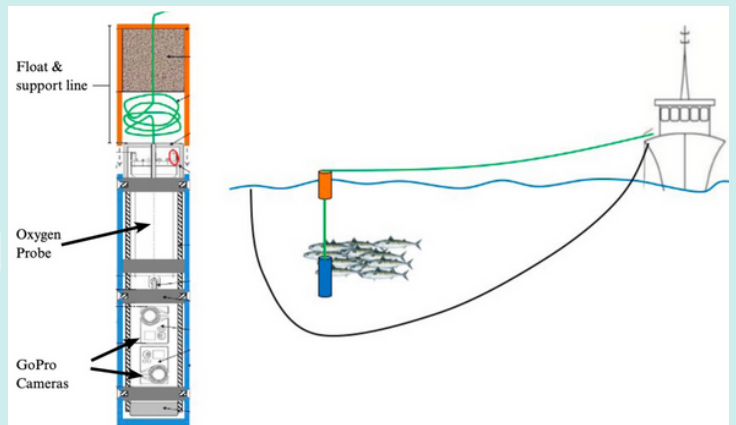 Float &
support line
Oxygen
Probe
GoPro
Cameras